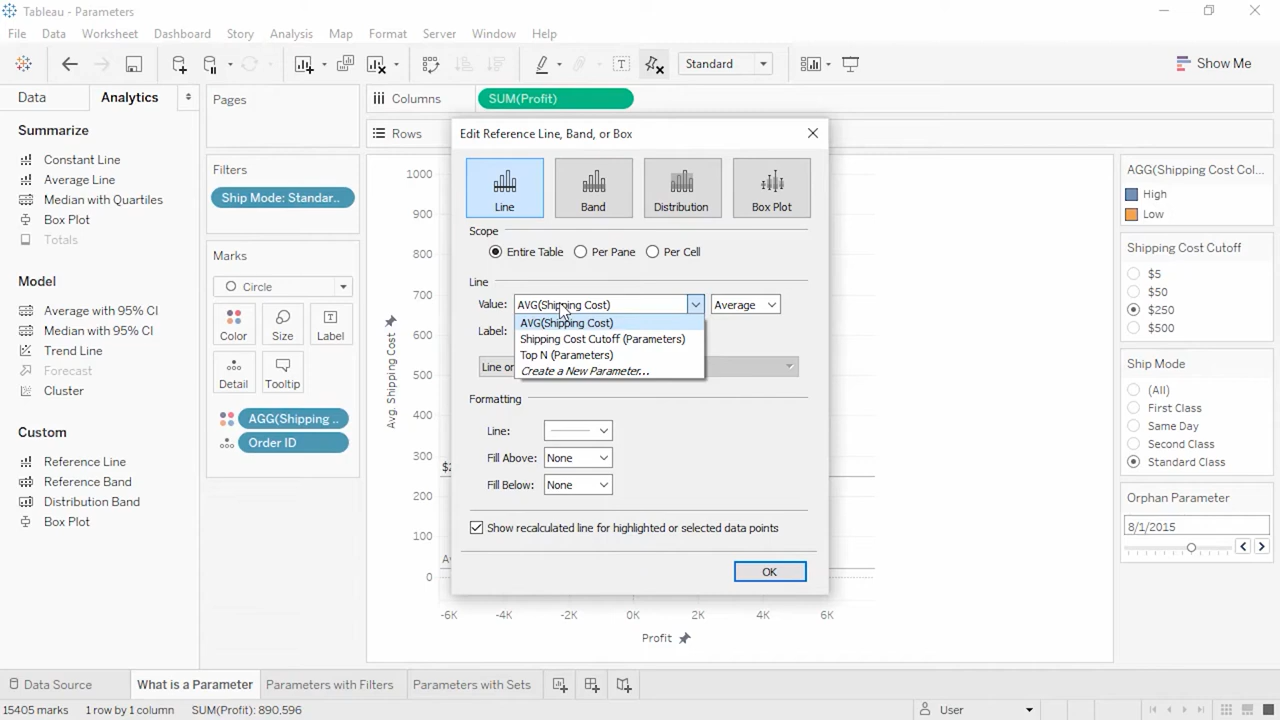 Tableau - Parameters
File Data Worksheet Dashboard Story Analysis Map Format Server Window Help
Standard
Show Me
Data
Analytics
Summarize
Constant Line
Average Line
Median with Quartiles
Box Plot
Totals
Model
Average with 95% CI
Median with 95% CI
Trend Line
Forecast
Cluster
Custom
Reference Line
Reference Band
Distribution Band
Box Plot
Pages
Filters
Ship Mode: Standar..
Marks
Circle
Color Size Label
Detail Tooltip
AGG(Shipping ..
Order ID
Columns
SUM(Profit)
Rows
1000
900
800
700
600
500
400
300
200
100
0
Avg. Shipping Cost
-6K -4K -2K 0K 2K 4K 6K
Profit
Edit Reference Line, Band, or Box
Line Band Distribution Box Plot
Scope
Entire Table Per Pane Per Cell
Line
Value: AVG(Shipping Cost) Average
AVG(Shipping Cost)
Shipping Cost Cutoff (Parameters)
Top N (Parameters)
Create a New Parameter...
Label:
Line or
Formatting
Line:
Fill Above: None
Fill Below: None
Show recalculated line for highlighted or selected data points
OK
AGG(Shipping Cost Col...
High
Low
Shipping Cost Cutoff
$5
$50
$250
$500
Ship Mode
(All)
First Class
Same Day
Second Class
Standard Class
Orphan Parameter
8/1/2015
Data Source What is a Parameter Parameters with Filters Parameters with Sets
15405 marks 1 row by 1 column SUM(Profit): 890,596 User